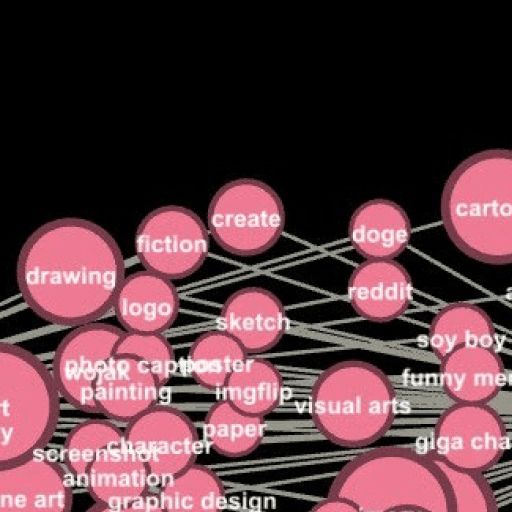 create
carto
doge
fiction
drawing
reddit
logo
sketch
soy boy
photo caption
poster
wojak
funny me
painting
imgflip
visual arts
rt
paper
y
giga cha
character
screenshot
animation
ne art
graphic design